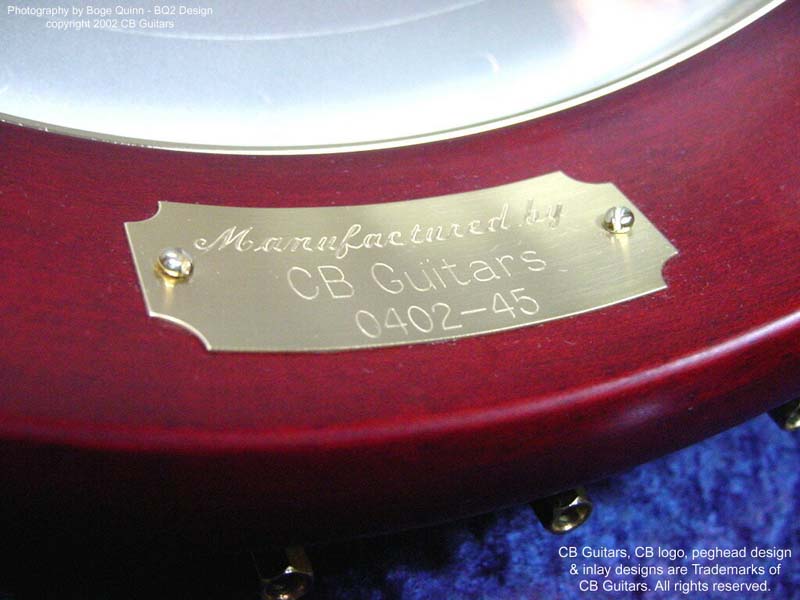 Photography by Boge Quinn - BQ2 Design
copyright 2002 CB Guitars
Manufactured by
CB Guitars
0402-45
CB Guitars, CB logo, peghead design
& inlay designs are Trademarks of
CB Guitars. All rights reserved.